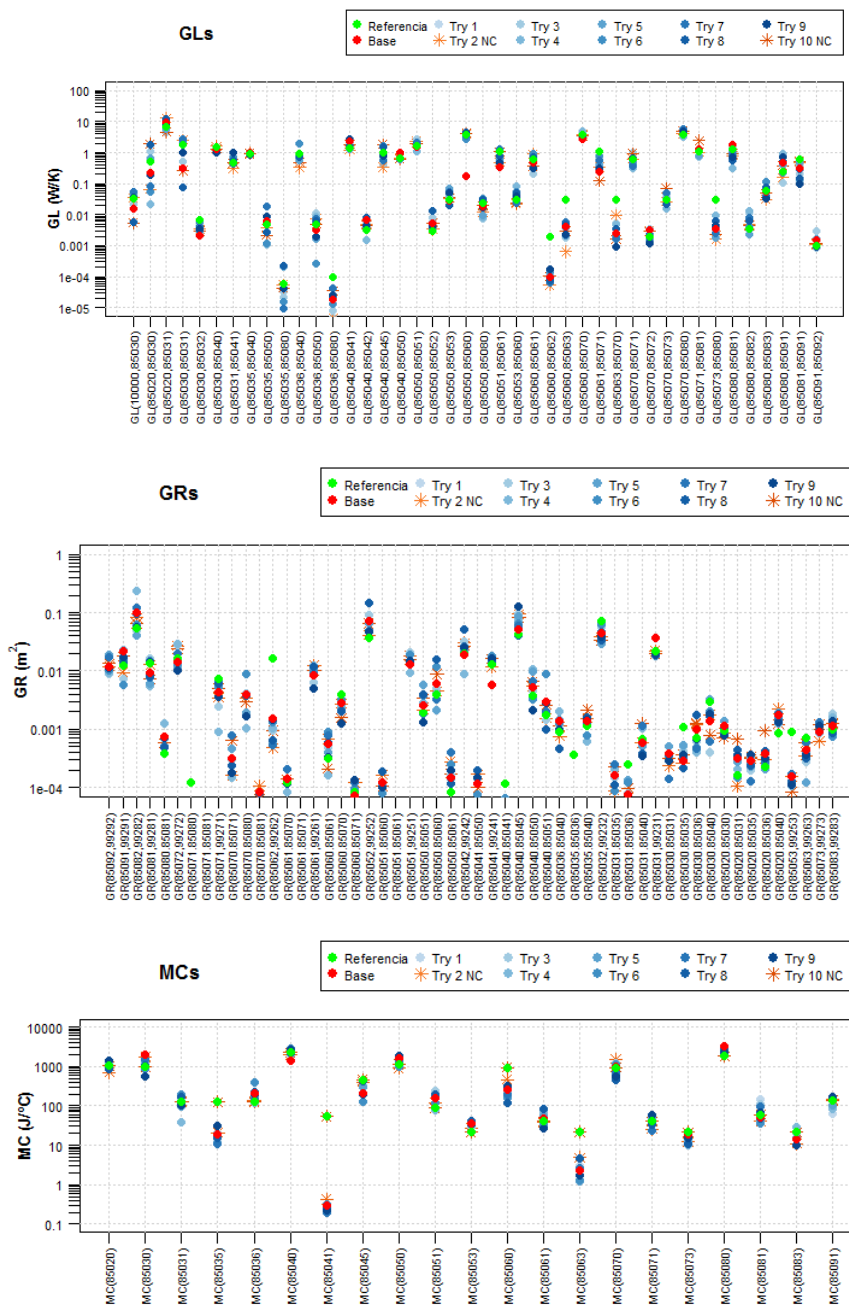 GLs
Referencia Try 1 Try 3 Try 5 Try 7 Try 9
Base Try 2 NC Try 4 Try 6 Try 8 Try 10 NC
GL (W/K)
100
10
1
0.1
0.01
0.001
1e-04
1e-05
GL(10000,85030)
GL(85020,85030)
GL(85020,85031)
GL(85030,85031)
GL(85030,85032)
GL(85030,85040)
GL(85031,85041)
GL(85035,85040)
GL(85035,85050)
GL(85035,85080)
GL(85036,85040)
GL(85036,85050)
GL(85036,85080)
GL(85040,85041)
GL(85040,85042)
GL(85040,85045)
GL(85040,85050)
GL(85050,85051)
GL(85050,85052)
GL(85050,85053)
GL(85050,85060)
GL(85050,85080)
GL(85051,85081)
GL(85053,85060)
GL(85060,85061)
GL(85060,85062)
GL(85060,85063)
GL(85060,85070)
GL(85061,85071)
GL(85063,85070)
GL(85070,85071)
GL(85070,85072)
GL(85070,85073)
GL(85070,85080)
GL(85071,85081)
GL(85073,85080)
GL(85080,85081)
GL(85080,85082)
GL(85080,85083)
GL(85080,85091)
GL(85081,85091)
GL(85091,85092)
GRs
Referencia Try 1 Try 3 Try 5 Try 7 Try 9
Base Try 2 NC Try 4 Try 6 Try 8 Try 10 NC
GR (m²)
1
0.1
0.01
0.001
1e-04
GR(85092,99292)
GR(85091,99291)
GR(85082,99282)
GR(85081,99281)
GR(85080,85081)
GR(85072,99272)
GR(85071,85080)
GR(85071,85081)
GR(85071,99271)
GR(85070,85071)
GR(85070,85080)
GR(85070,85081)
GR(85062,99262)
GR(85061,85070)
GR(85061,85071)
GR(85061,99261)
GR(85060,85061)
GR(85060,85070)
GR(85060,85071)
GR(85052,99252)
GR(85051,85060)
GR(85051,85061)
GR(85051,99251)
GR(85050,85051)
GR(85050,85060)
GR(85050,85061)
GR(85042,99242)
GR(85041,85050)
GR(85041,99241)
GR(85040,85041)
GR(85040,85050)
GR(85040,85051)
GR(85036,85040)
GR(85035,85036)
GR(85035,85040)
GR(85032,99232)
GR(85031,85035)
GR(85031,85036)
GR(85031,85040)
GR(85031,99231)
GR(85030,85031)
GR(85030,85035)
GR(85030,85036)
GR(85030,85040)
GR(85020,85030)
GR(85020,85031)
GR(85020,85035)
GR(85020,85036)
GR(85020,85040)
GR(85053,99253)
GR(85063,99263)
GR(85073,99273)
GR(85083,99283)
MCs
Referencia Try 1 Try 3 Try 5 Try 7 Try 9
Base Try 2 NC Try 4 Try 6 Try 8 Try 10 NC
MC (J/°C)
10000
1000
100
10
1
0.1
MC(85020)
MC(85030)
MC(85031)
MC(85035)
MC(85036)
MC(85040)
MC(85041)
MC(85045)
MC(85050)
MC(85051)
MC(85053)
MC(85060)
MC(85061)
MC(85063)
MC(85070)
MC(85071)
MC(85073)
MC(85080)
MC(85081)
MC(85083)
MC(85091)